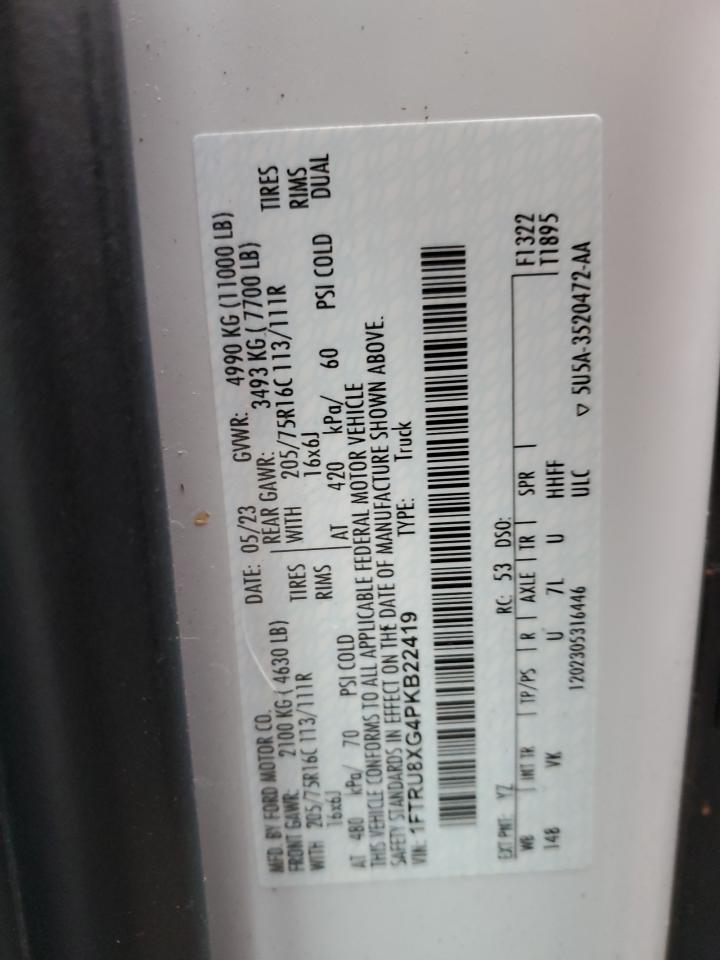 MFD. BY FORD MOTOR CO.
DATE: 05/23 GVWR: 4990 KG (11000 LB)
FRONT GAWR: 2100 KG ( 4630 LB) REAR GAWR: 3493 KG ( 7700 LB)
WITH 205/75R16C 113/111R TIRES WITH 205/75R16C 113/111R TIRES
16x6J RIMS 16x6J RIMS
AT 480 kPa/ 70 PSI COLD AT 420 kPa/ 60 PSI COLD DUAL
THIS VEHICLE CONFORMS TO ALL APPLICABLE FEDERAL MOTOR VEHICLE
SAFETY STANDARDS IN EFFECT ON THE DATE OF MANUFACTURE SHOWN ABOVE.
VIN: 1FTRU8XG4PKB22419 TYPE: Truck
EXT PNT: YZ RC: 53 DSO:
WB INT TR TP/PS R AXLE TR SPR F1322
148 VK U 7L U HHFF T1895
1202305316446 ULC ▽ 5U5A-3520472-AA